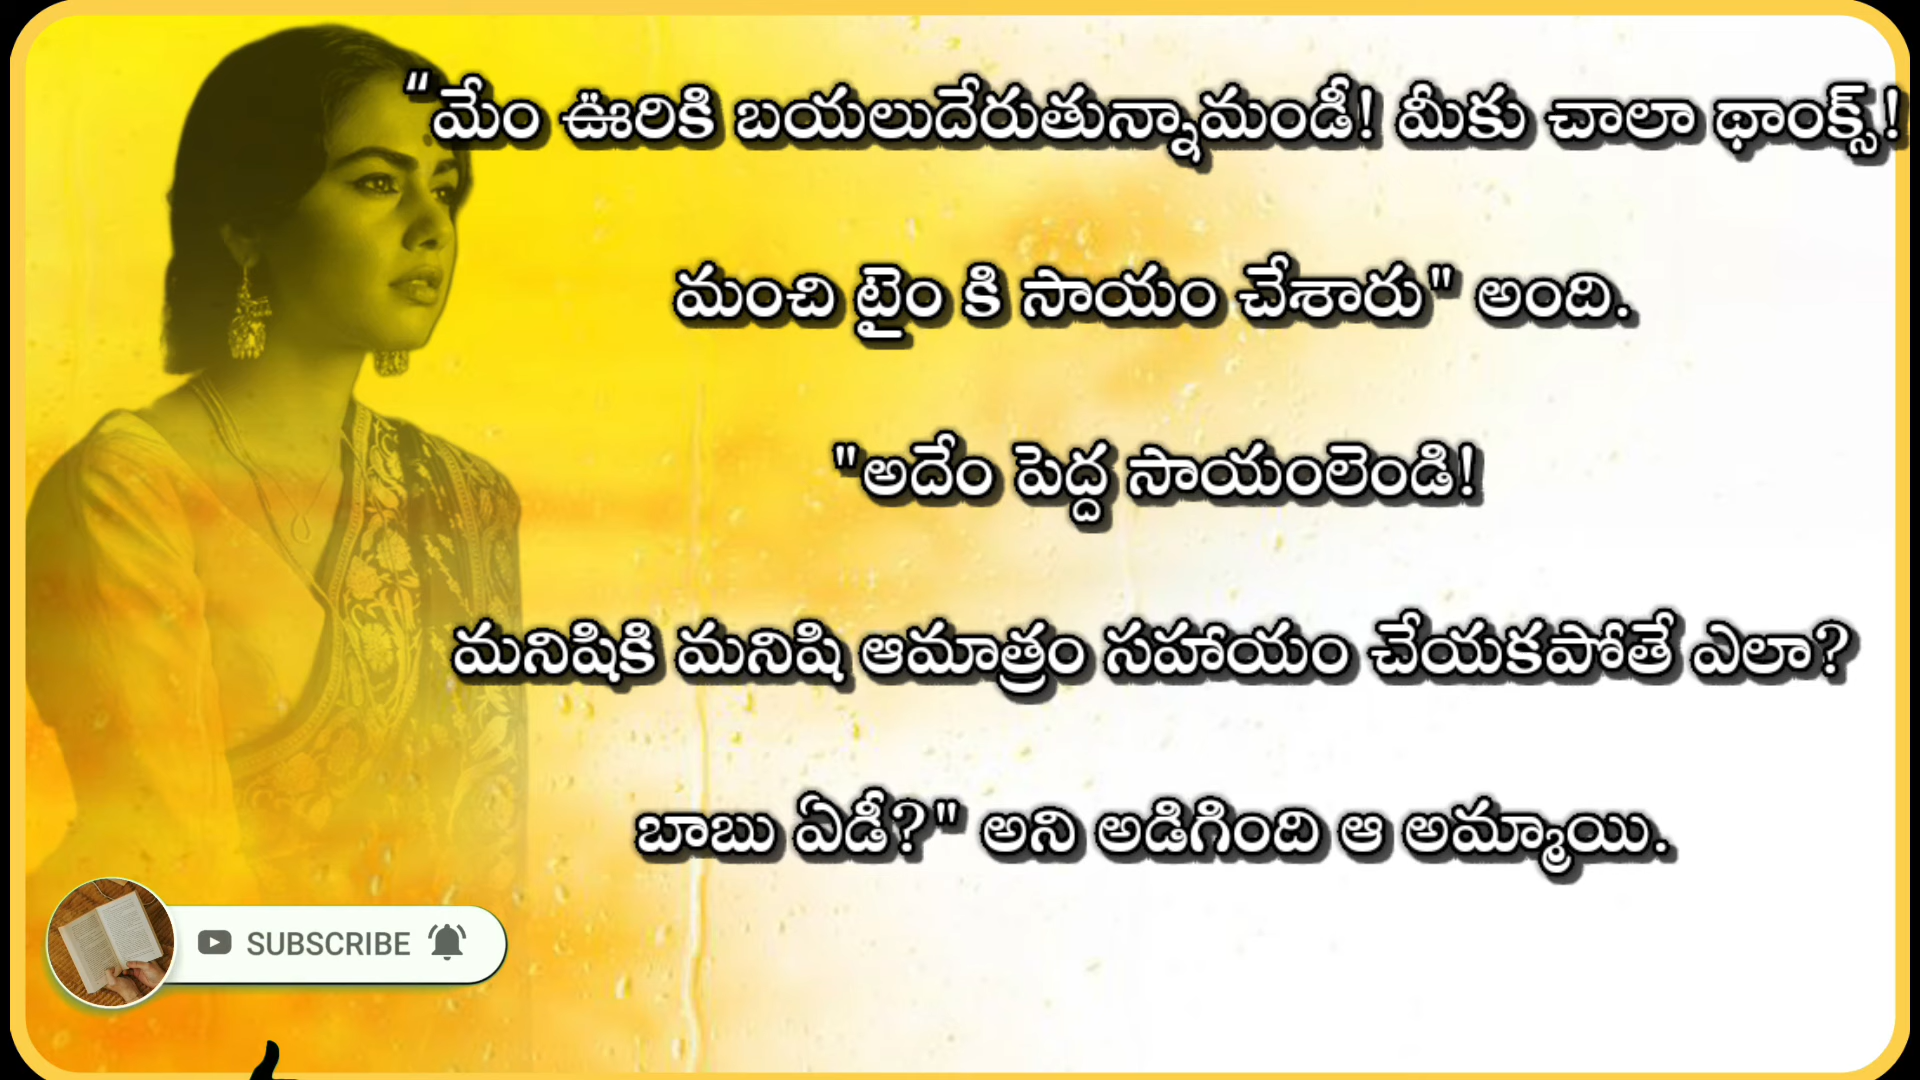 “మేం ఊరికి బయలుదేరుతున్నామండీ! మీకు చాలా థాంక్స్!
మంచి టైం కి సాయం చేశారు" అంది.
"అదేం పెద్ద సాయంలెండి!
మనిషికి మనిషి ఆమాత్రం సహాయం చేయకపోతే ఎలా?
బాబు ఏడీ?" అని అడిగింది ఆ అమ్మాయి.
SUBSCRIBE